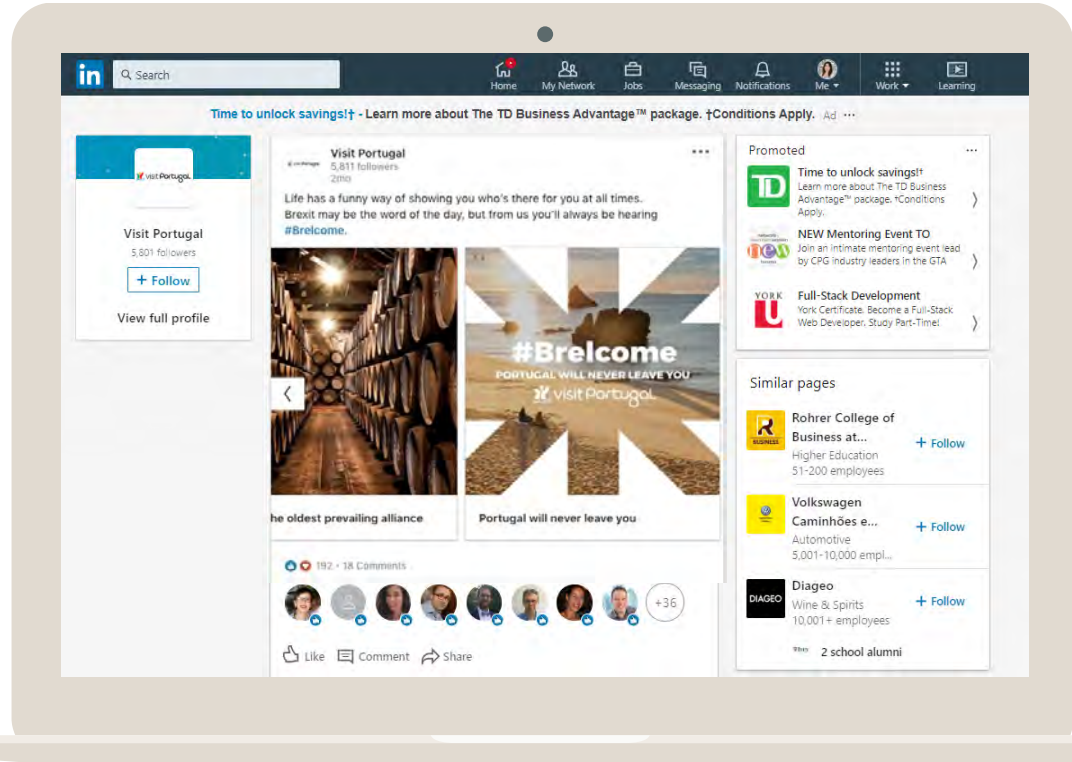 in
Search
Home
My Network
Jobs
Messaging
Notifications
Me
Work
Learning
Time to unlock savings!† - Learn more about The TD Business Advantage™ package. †Conditions Apply. Ad ...
visit Portugal
Visit Portugal
5,801 followers
+ Follow
View full profile
Visit Portugal
5,811 followers
2mo
Life has a funny way of showing you who's there for you at all times.
Brexit may be the word of the day, but from us you'll always be hearing
#Brelcome.
#Brelcome
PORTUGAL WILL NEVER LEAVE YOU
visit Portugal
he oldest prevailing alliance
Portugal will never leave you
192 • 18 Comments
+36
Like
Comment
Share
Promoted
TD
Time to unlock savings!†
Learn more about The TD Business
Advantage™ package. †Conditions
Apply.
NEW Mentoring Event TO
Join an intimate mentoring event lead
by CPG industry leaders in the GTA
YORK
U
Full-Stack Development
York Certificate. Become a Full-Stack
Web Developer. Study Part-Time!
Similar pages
R
BUSINESS
Rohrer College of
Business at...
Higher Education
51-200 employees
+ Follow
Volkswagen
Caminhões e...
Automotive
5,001-10,000 empl...
+ Follow
DIAGEO
Diageo
Wine & Spirits
10,001+ employees
+ Follow
2 school alumni